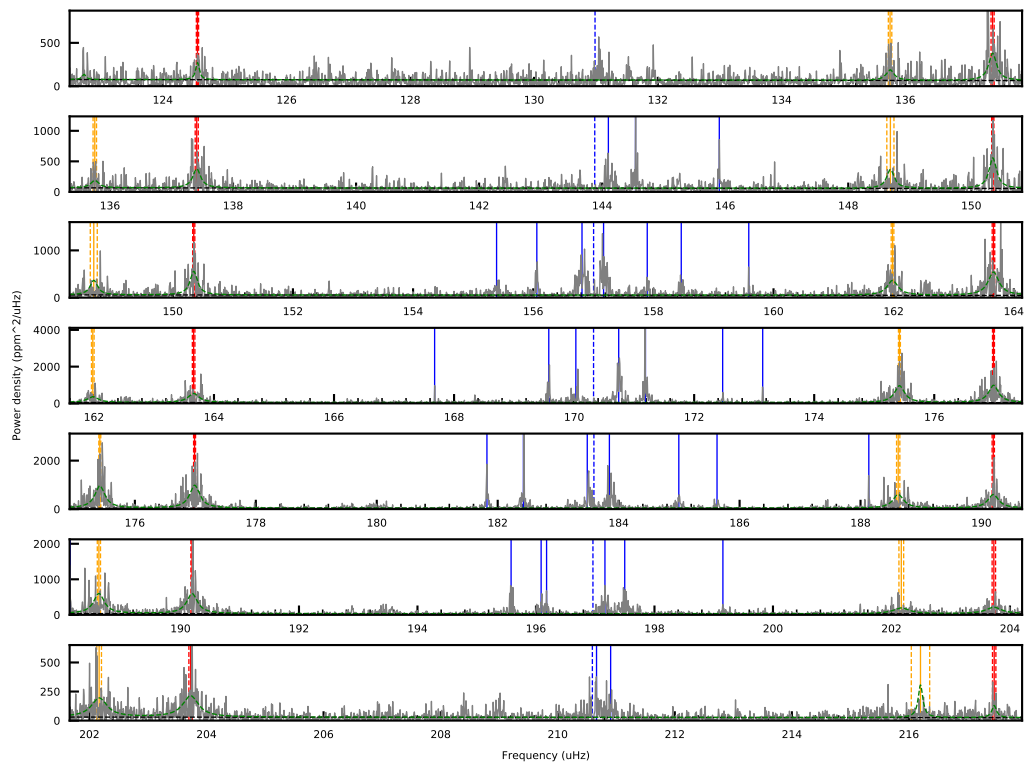 500
0
124 126 128 130 132 134 136
1000
500
0
136 138 140 142 144 146 148 150
1000
0
150 152 154 156 158 160 162 164
4000
2000
0
162 164 166 168 170 172 174 176
Power density (ppm^2/uHz)
2000
0
176 178 180 182 184 186 188 190
2000
1000
0
190 192 194 196 198 200 202 204
500
250
0
202 204 206 208 210 212 214 216
Frequency (uHz)